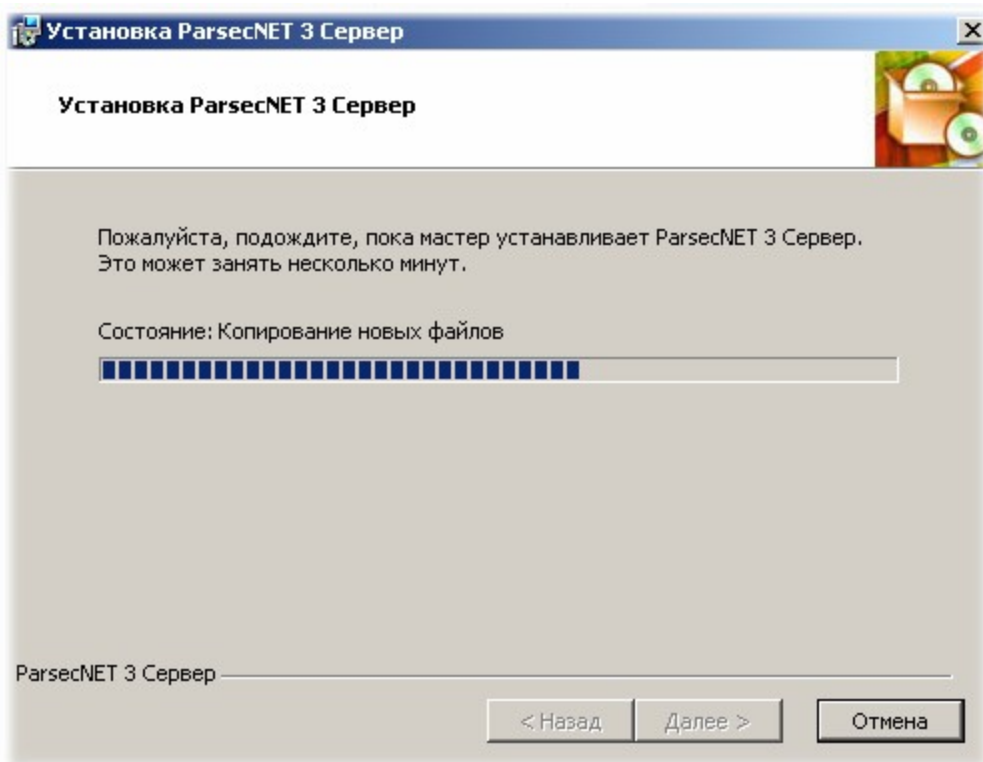 Установка ParsecNET 3 Сервер
Установка ParsecNET 3 Сервер
Пожалуйста, подождите, пока мастер устанавливает ParsecNET 3 Сервер.
Это может занять несколько минут.
Состояние: Копирование новых файлов
ParsecNET 3 Сервер
< Назад Далее > Отмена